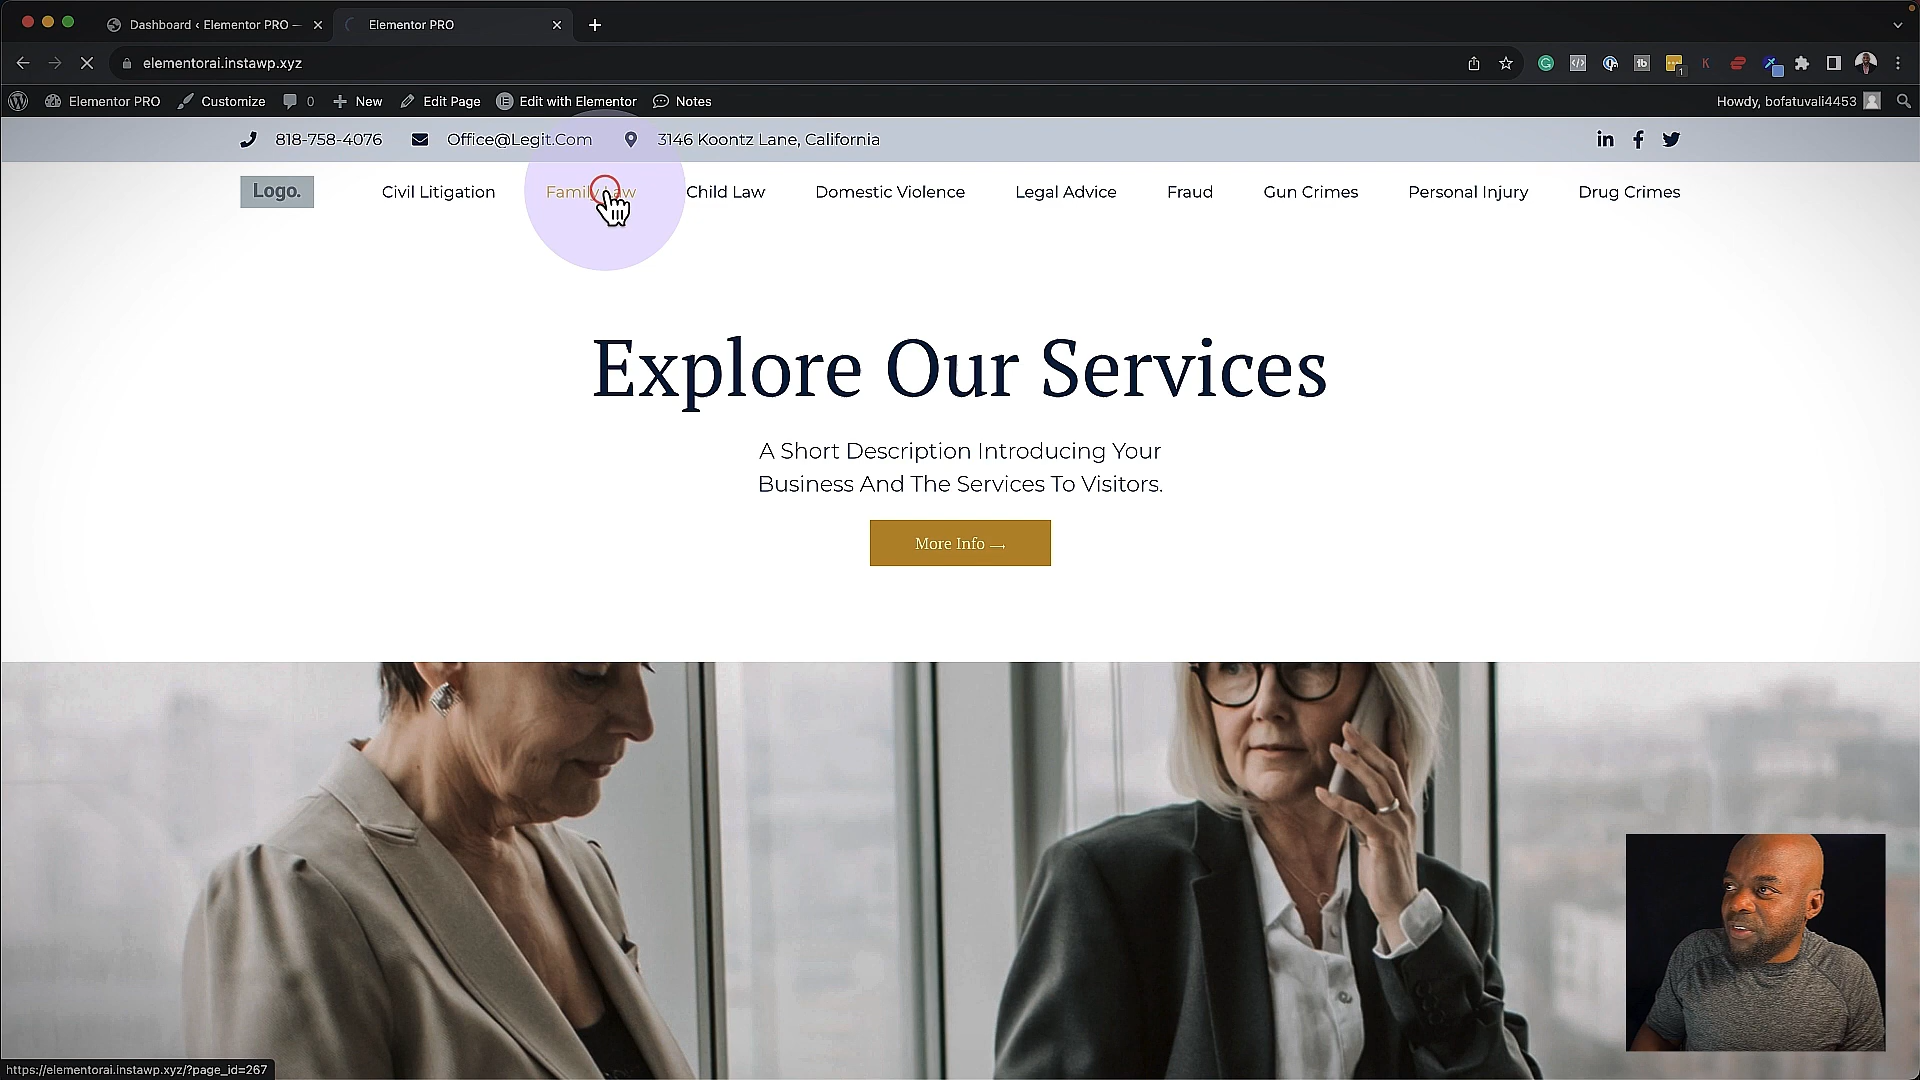 Dashboard ‹ Elementor PRO —
Elementor PRO
elementorai.instawp.xyz
Elementor PRO
Customize
0
New
Edit Page
Edit with Elementor
Notes
Howdy, bofatuvali4453
818-758-4076
Office@Legit.Com
3146 Koontz Lane, California
Logo.
Civil Litigation
Family Law
Child Law
Domestic Violence
Legal Advice
Fraud
Gun Crimes
Personal Injury
Drug Crimes
Explore Our Services
A Short Description Introducing Your
Business And The Services To Visitors.
More Info →
https://elementorai.instawp.xyz/?page_id=267